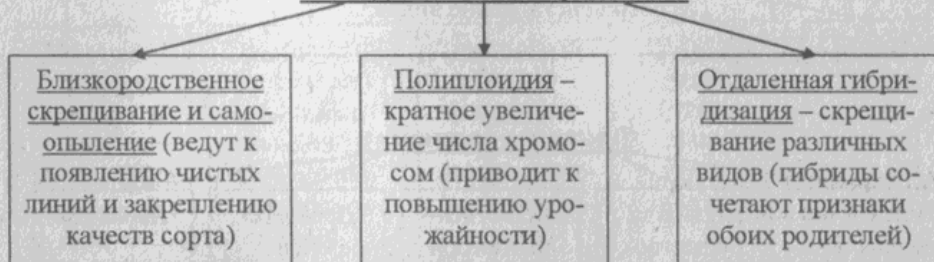 Близкородственное
скрещивание и само-
опыление (ведут к
появлению чистых
линий и закреплению
качеств сорта)
Полиплоидия –
кратное увеличе-
ние числа хромо-
сом (приводит к
повышению уро-
жайности)
Отдаленная гибри-
дизация – скрещи-
вание различных
видов (гибриды со-
четают признаки
обоих родителей)